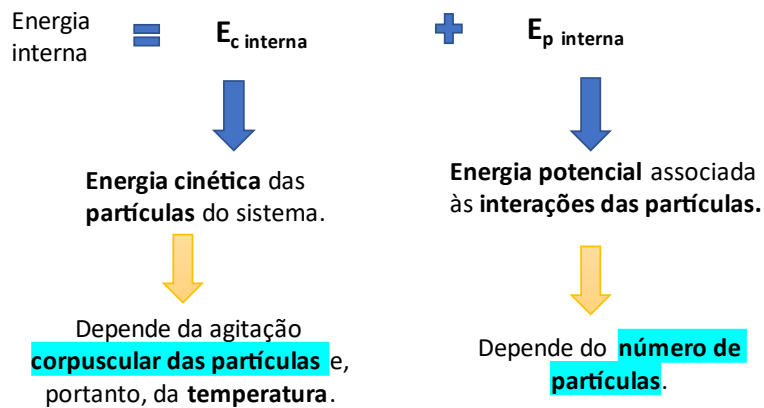 Energia
interna
E c interna
E p interna
Energia cinética das
partículas do sistema.
Energia potencial associada
às interações das partículas.
Depende da agitação
corpuscular das partículas e,
portanto, da temperatura.
Depende do número de
partículas.